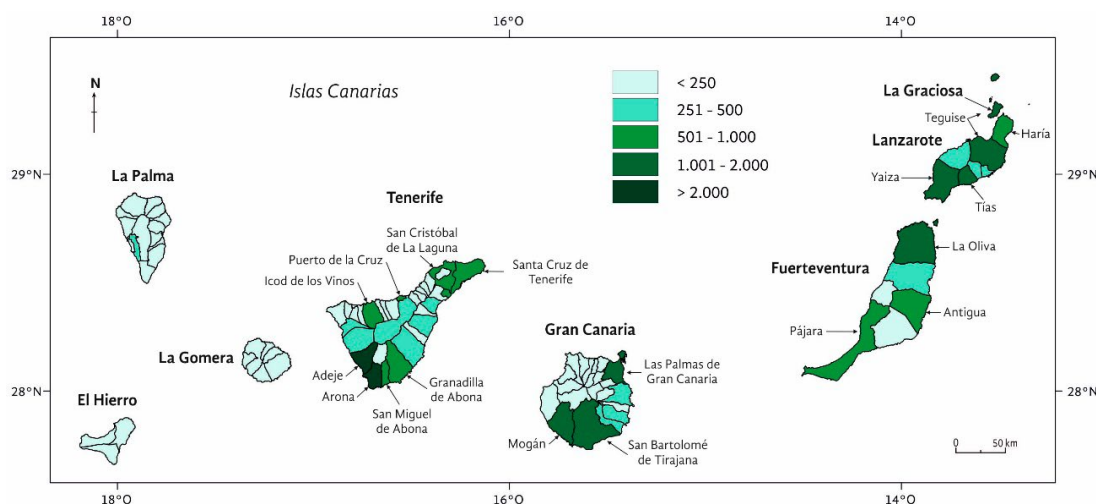 18°O
16°O
14°O
N
Islas Canarias
< 250
251 - 500
501 - 1.000
1.001 - 2.000
> 2.000
La Graciosa
Teguise
Lanzarote
Haría
29°N
29°N
La Palma
Yaiza
Tías
Tenerife
San Cristóbal
de La Laguna
Puerto de la Cruz
Icod de los Vinos
Santa Cruz de
Tenerife
La Oliva
Fuerteventura
Antigua
Pájara
Gran Canaria
La Gomera
Las Palmas de
Gran Canaria
Adeje
Arona
Granadilla
de Abona
San Miguel
de Abona
28°N
28°N
El Hierro
Mogán
San Bartolomé
de Tirajana
0
50 km
18°O
16°O
14°O